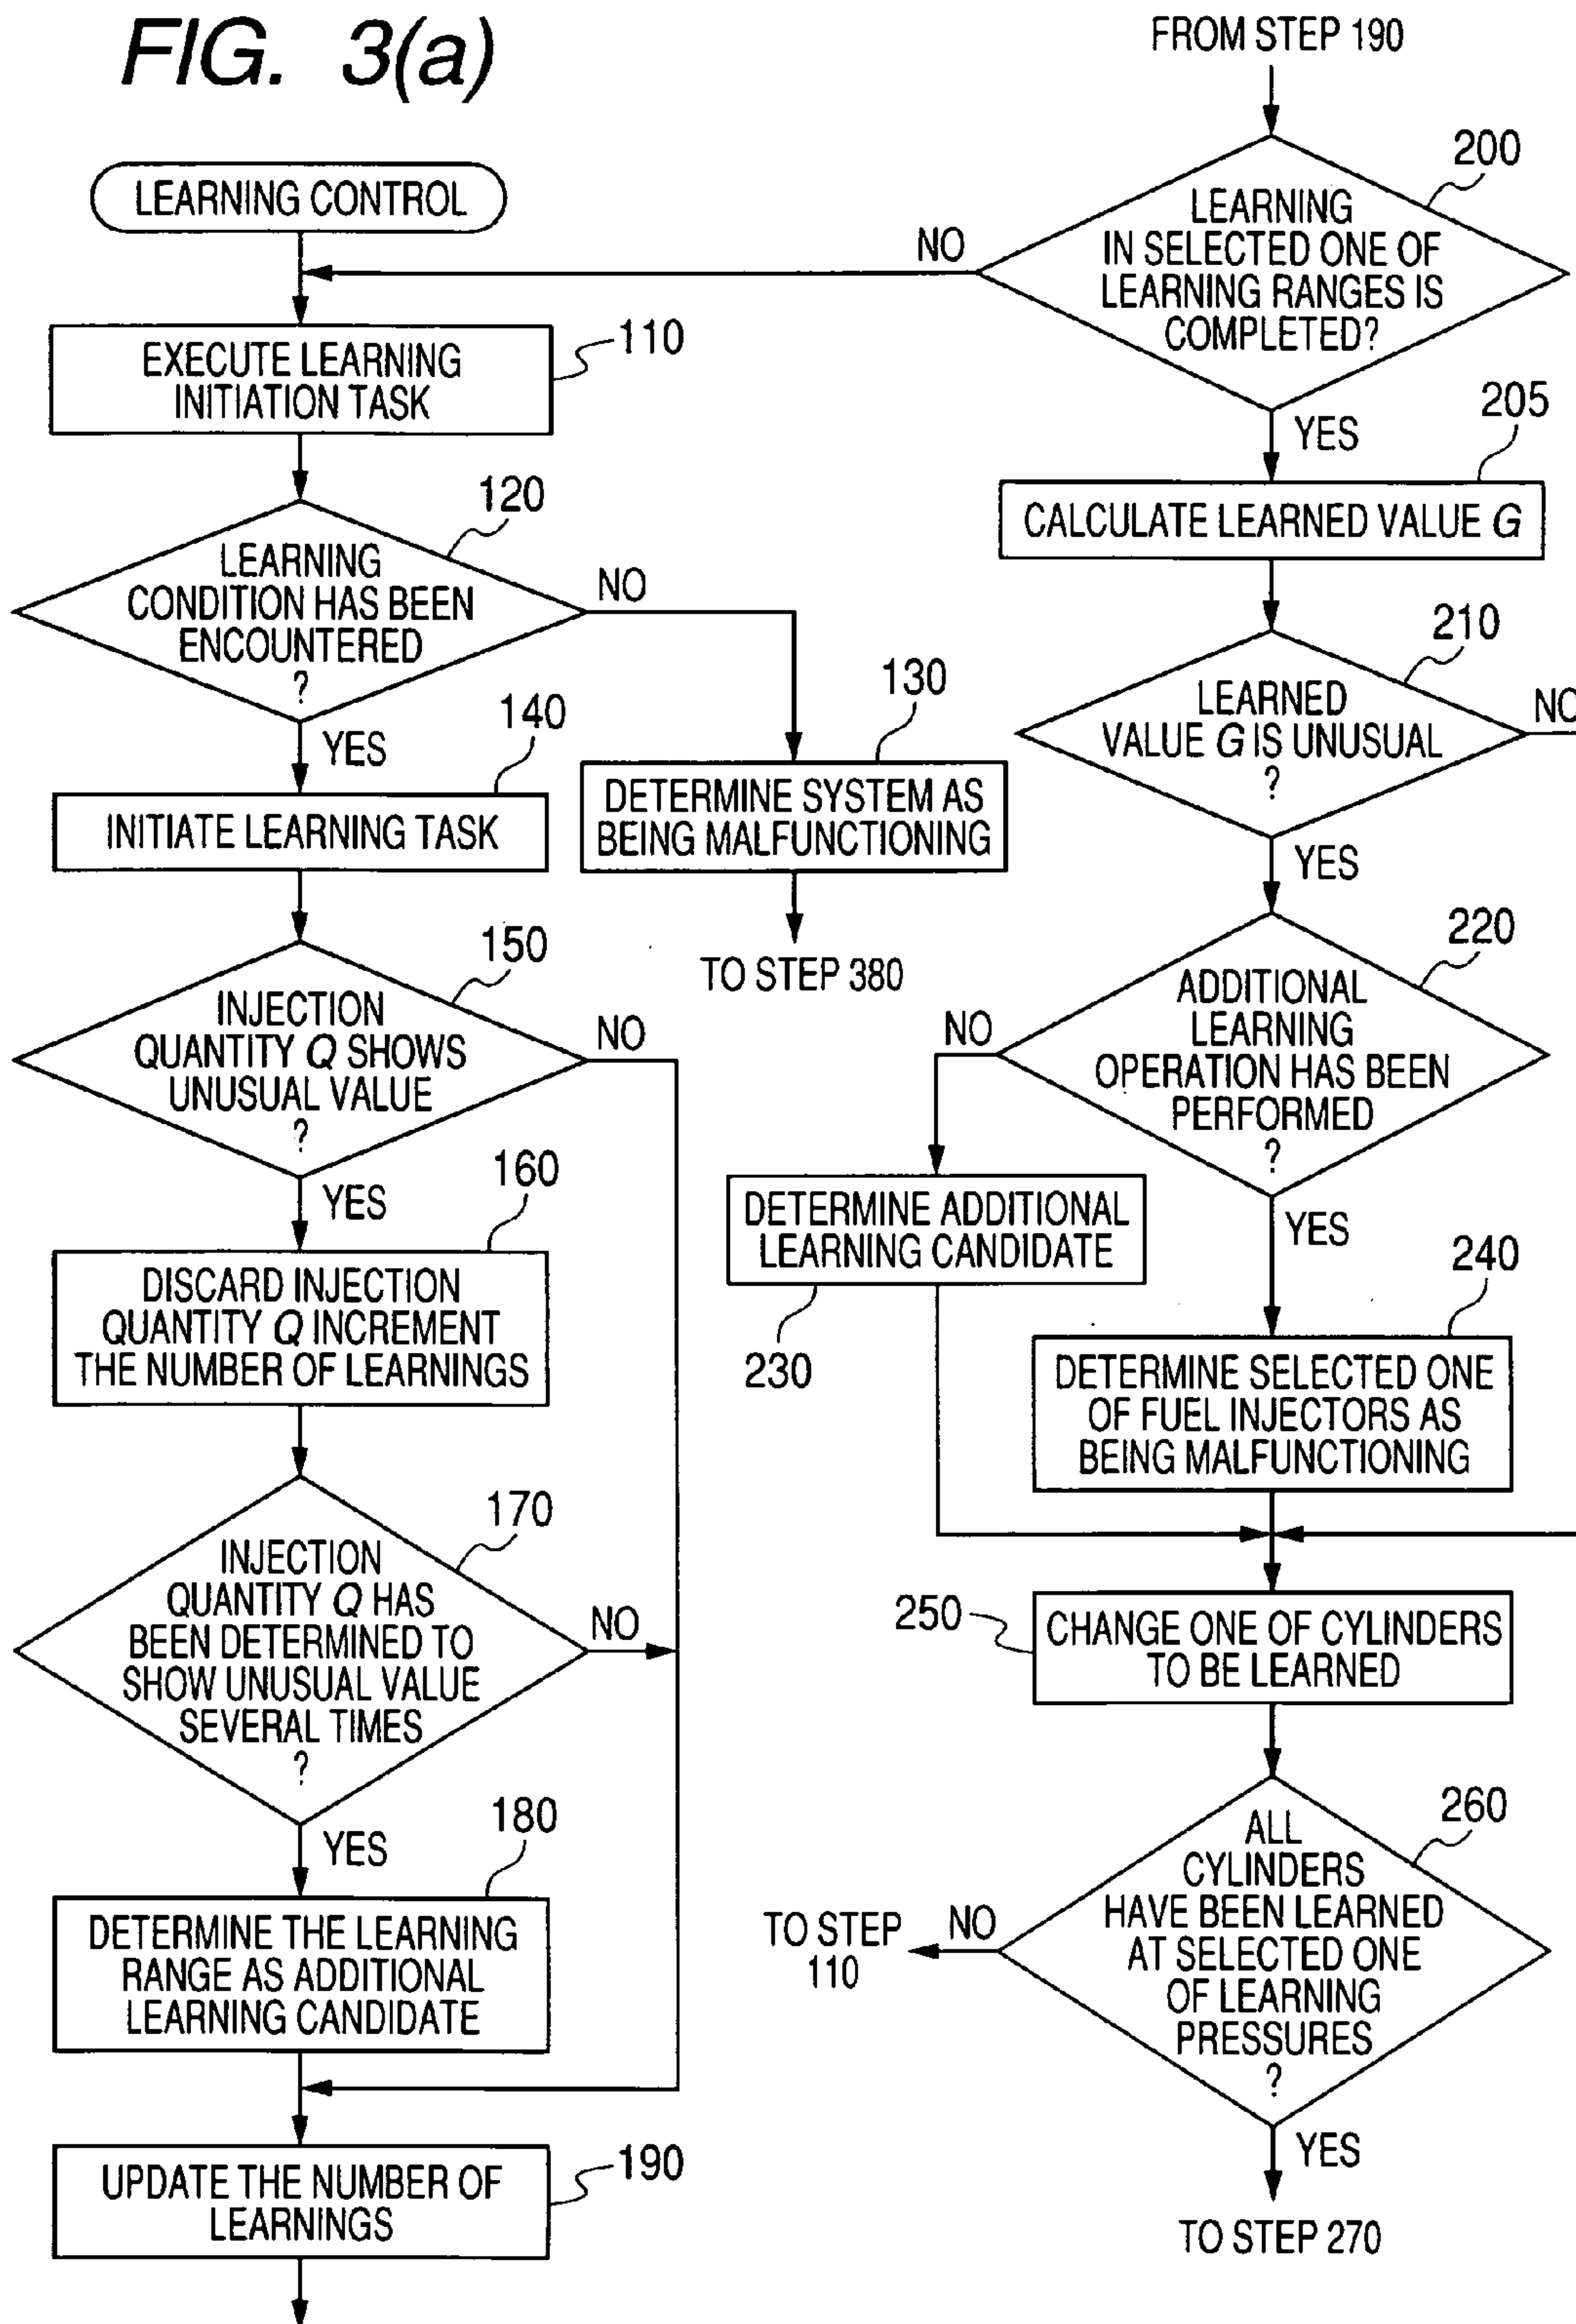 FIG. 3(a)
LEARNING CONTROL
EXECUTE LEARNING
INITIATION TASK
110
120
LEARNING
CONDITION HAS BEEN
ENCOUNTERED
?
NO
YES
130
DETERMINE SYSTEM AS
BEING MALFUNCTIONING
TO STEP 380
140
INITIATE LEARNING TASK
150
INJECTION
QUANTITY Q SHOWS
UNUSUAL VALUE
?
NO
YES
160
DISCARD INJECTION
QUANTITY Q INCREMENT
THE NUMBER OF LEARNINGS
170
INJECTION
QUANTITY Q HAS
BEEN DETERMINED TO
SHOW UNUSUAL VALUE
SEVERAL TIMES
?
NO
YES
180
DETERMINE THE LEARNING
RANGE AS ADDITIONAL
LEARNING CANDIDATE
UPDATE THE NUMBER OF
LEARNINGS
190
FROM STEP 190
200
LEARNING
IN SELECTED ONE OF
LEARNING RANGES IS
COMPLETED?
NO
YES
205
CALCULATE LEARNED VALUE G
210
LEARNED
VALUE G IS UNUSUAL
?
NO
YES
220
ADDITIONAL
LEARNING
OPERATION HAS BEEN
PERFORMED
?
NO
YES
DETERMINE ADDITIONAL
LEARNING CANDIDATE
230
240
DETERMINE SELECTED ONE
OF FUEL INJECTORS AS
BEING MALFUNCTIONING
250
CHANGE ONE OF CYLINDERS
TO BE LEARNED
260
ALL
CYLINDERS
HAVE BEEN LEARNED
AT SELECTED ONE
OF LEARNING
PRESSURES
?
NO
TO STEP
110
YES
TO STEP 270